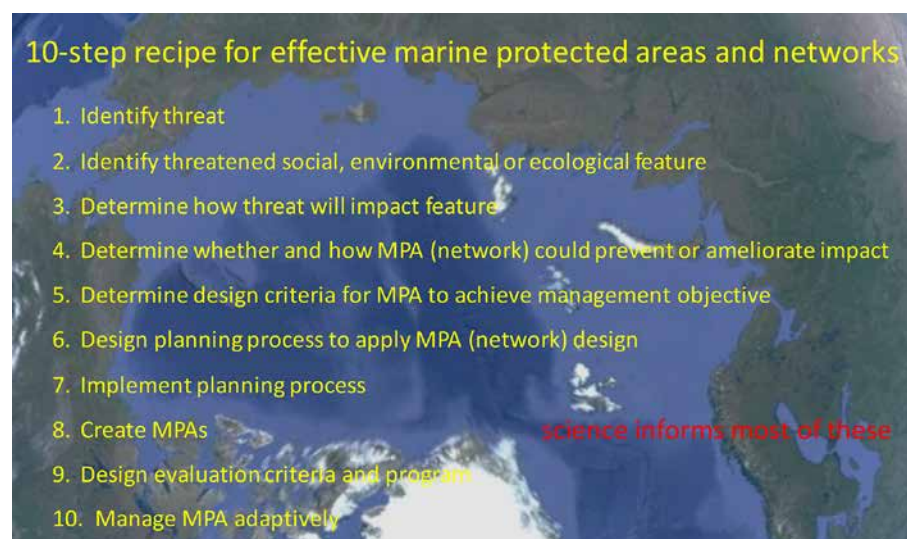 10-step recipe for effective marine protected areas and networks
1. Identify threat
2. Identify threatened social, environmental or ecological feature
3. Determine how threat will impact feature
4. Determine whether and how MPA (network) could prevent or ameliorate impact
5. Determine design criteria for MPA to achieve management objective
6. Design planning process to apply MPA (network) design
7. Implement planning process
8. Create MPAs
science informs most of these
9. Design evaluation criteria and program
10. Manage MPA adaptively